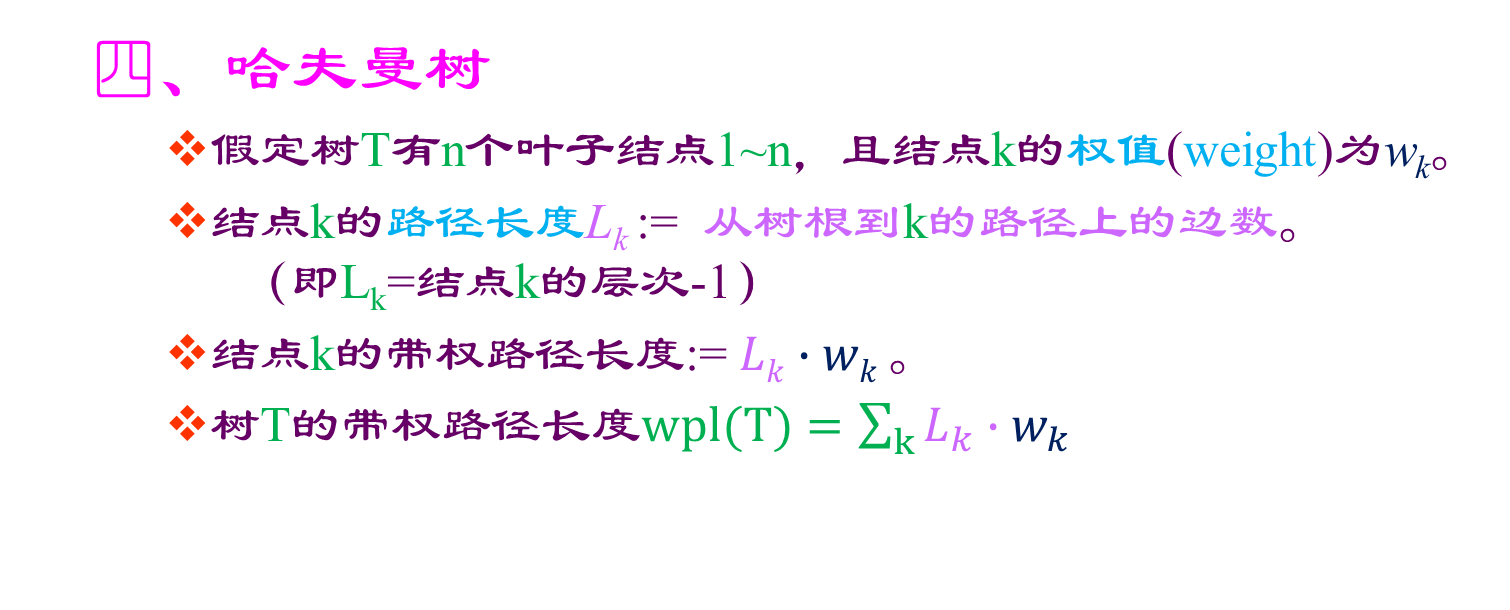 四、哈夫曼树
❖假定树T有n个叶子结点1~n，且结点k的权值(weight)为wₖ。
❖结点k的路径长度Lₖ := 从树根到k的路径上的边数。
（即Lₖ=结点k的层次-1）
❖结点k的带权路径长度:= Lₖ · wₖ 。
❖树T的带权路径长度wpl(T) = ∑ₖ Lₖ · wₖ